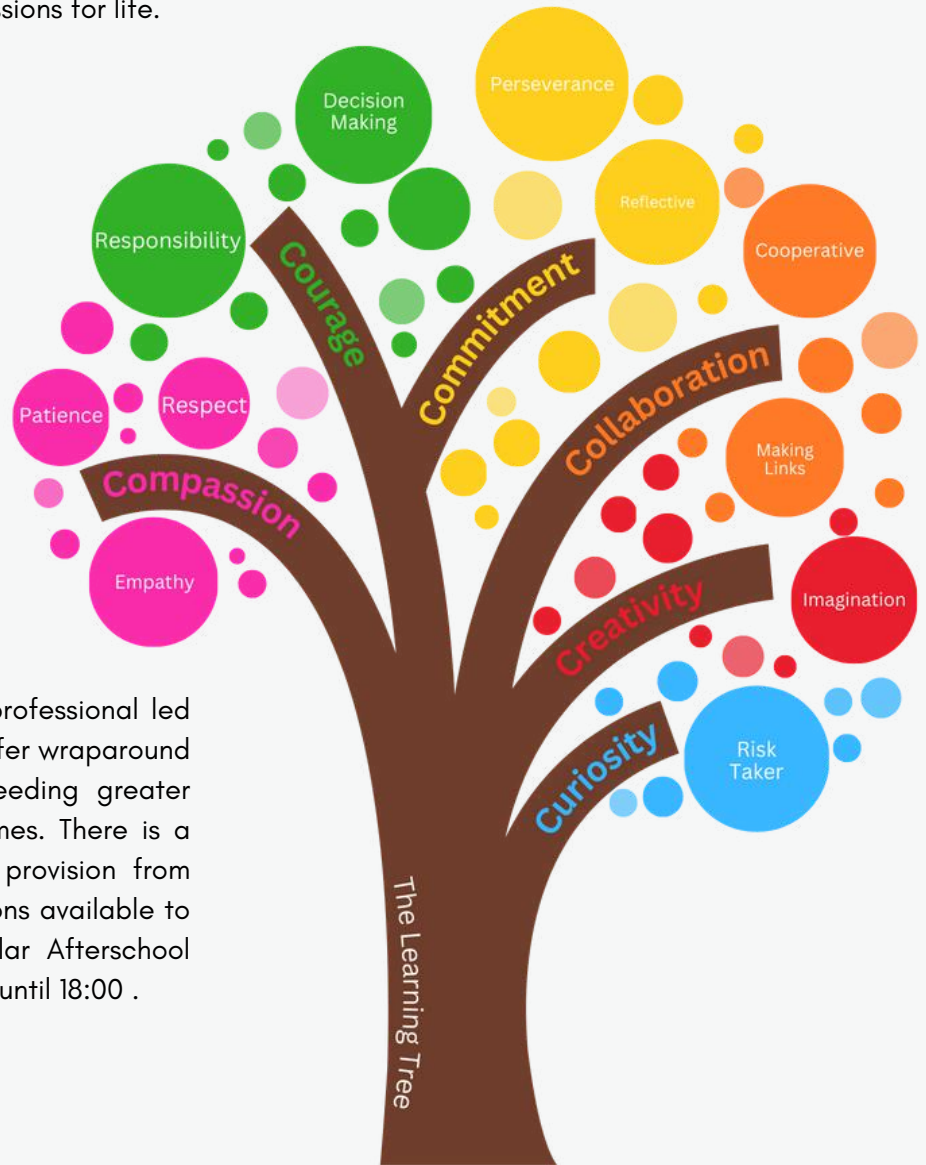 ssions for life.
Decision
Making
Perseverance
Responsibility
Reflective
Cooperative
Courage
Commitment
Collaboration
Patience
Respect
Making
Links
Compassion
Empathy
Creativity
Imagination
Curiosity
Risk
Taker
professional led
fer wraparound
eeding greater
mes. There is a
provision from
ons available to
lar Afterschool
until 18:00 .
The Learning Tree